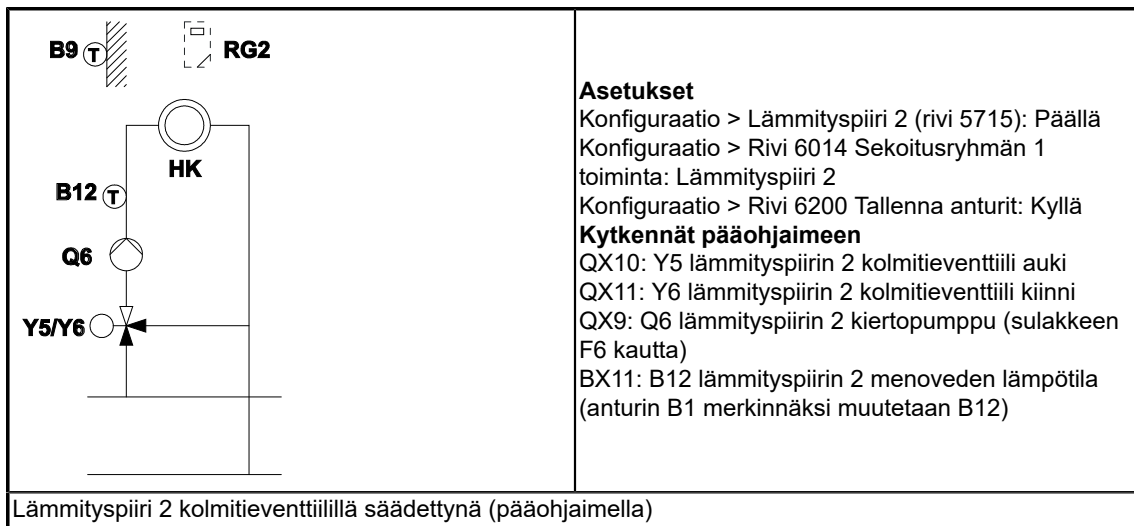 B9 T
RG2
HK
B12 T
Q6
Y5/Y6
Asetukset
Konfiguraatio > Lämmityspiiri 2 (rivi 5715): Päällä
Konfiguraatio > Rivi 6014 Sekoitusryhmän 1
toiminta: Lämmityspiiri 2
Konfiguraatio > Rivi 6200 Tallenna anturit: Kyllä
Kytkennät pääohjaimeen
QX10: Y5 lämmityspiirin 2 kolmitieventtiili auki
QX11: Y6 lämmityspiirin 2 kolmitieventtiili kiinni
QX9: Q6 lämmityspiirin 2 kiertopumppu (sulakkeen
F6 kautta)
BX11: B12 lämmityspiirin 2 menoveden lämpötila
(anturin B1 merkinnäksi muutetaan B12)
Lämmityspiiri 2 kolmitieventtiilillä säädettynä (pääohjaimella)